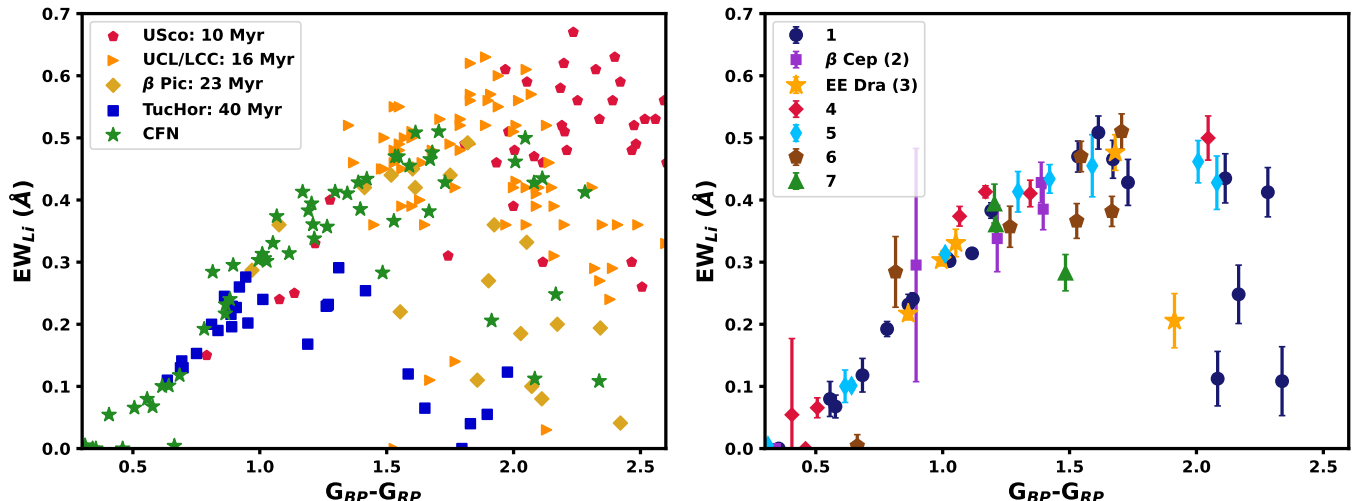 0.7
0.6
0.5
0.4
0.3
0.2
0.1
0.0
EW_Li (Å)
0.5
1.0
1.5
2.0
2.5
G_BP-G_RP
USco: 10 Myr
UCL/LCC: 16 Myr
β Pic: 23 Myr
TucHor: 40 Myr
CFN
0.7
0.6
0.5
0.4
0.3
0.2
0.1
0.0
EW_Li (Å)
0.5
1.0
1.5
2.0
2.5
G_BP-G_RP
1
β Cep (2)
EE Dra (3)
4
5
6
7